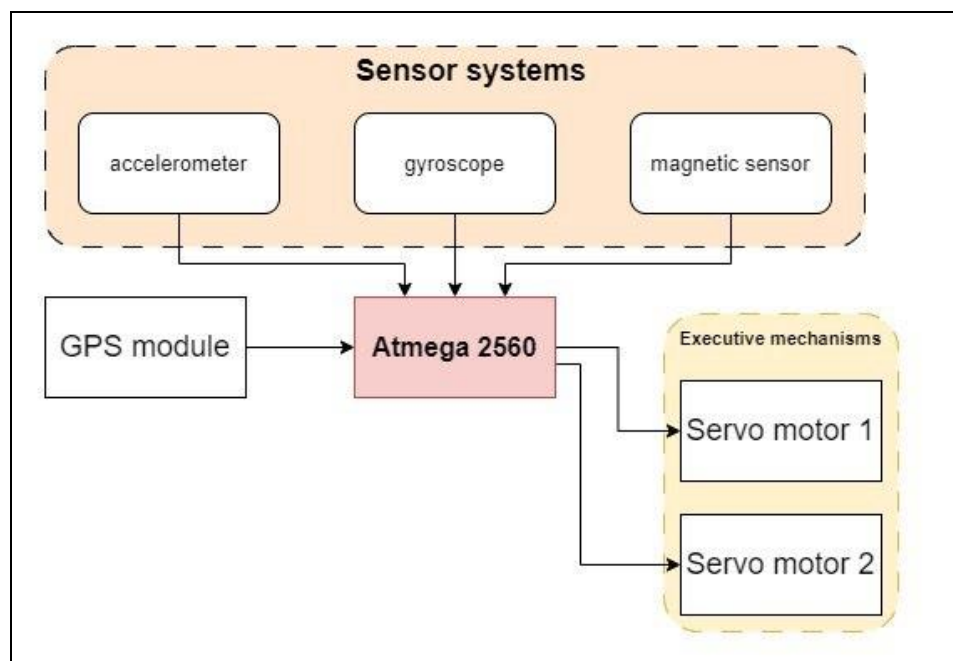 Sensor systems
accelerometer
gyroscope
magnetic sensor
GPS module
Atmega 2560
Executive mechanisms
Servo motor 1
Servo motor 2